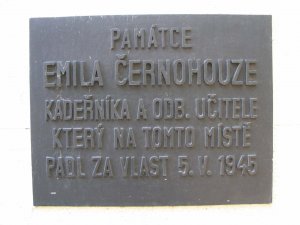 PAMÁTCE
EMILA ČERNOHOUZE
KADEŘNÍKA A ODB. UČITELE
KTERÝ NA TOMTO MÍSTĚ
PADL ZA VLAST 5. V. 1945